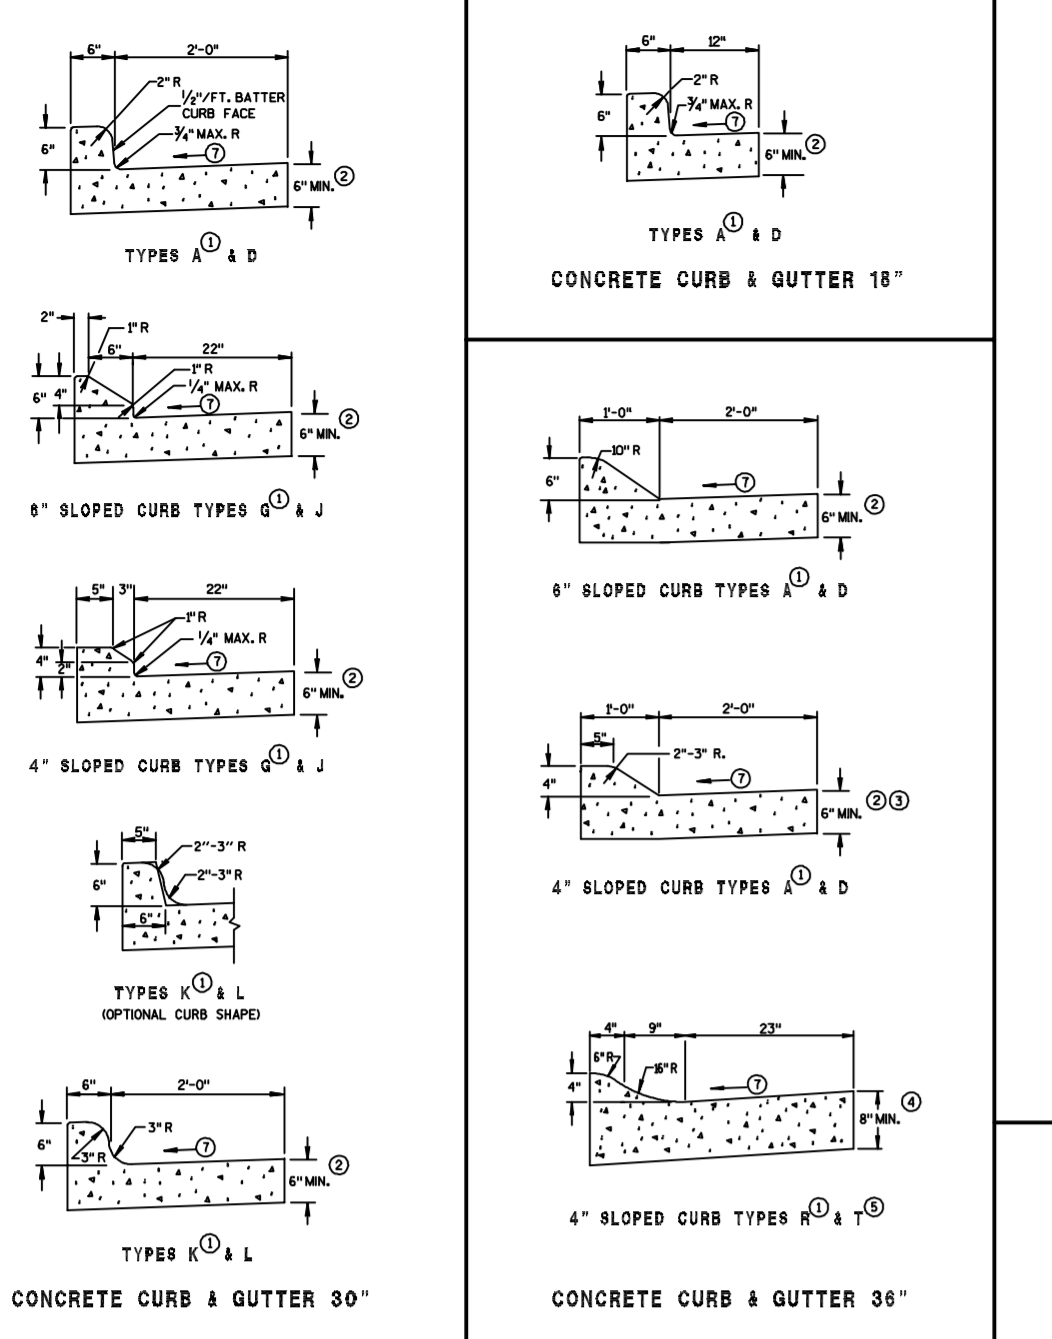 6" 2'-0"
2" R
1/2"/FT. BATTER
CURB FACE
3/4" MAX. R
7
6"
6" MIN. 2
TYPES A 1 & D
2"
1" R
6" 22"
1" R
1/4" MAX. R
6" 4"
7
6" MIN. 2
6" SLOPED CURB TYPES G 1 & J
5" 3" 22"
1" R
1/4" MAX. R
4"
2"
7
6" MIN. 2
4" SLOPED CURB TYPES G 1 & J
5"
2"-3" R
2"-3" R
6"
6"
TYPES K 1 & L
(OPTIONAL CURB SHAPE)
6" 2'-0"
3" R
6"
3" R
7
6" MIN. 2
TYPES K 1 & L
CONCRETE CURB & GUTTER 30"
6" 12"
2" R
3/4" MAX. R
6"
7
6" MIN. 2
TYPES A 1 & D
CONCRETE CURB & GUTTER 18"
1'-0" 2'-0"
10" R
6"
7
6" MIN. 2
6" SLOPED CURB TYPES A 1 & D
1'-0" 2'-0"
5"
2"-3" R.
4"
7
6" MIN. 2 3
4" SLOPED CURB TYPES A 1 & D
4" 9" 23"
6" R
16" R
4"
7
8" MIN. 4
4" SLOPED CURB TYPES R 1 & T 5
CONCRETE CURB & GUTTER 36"